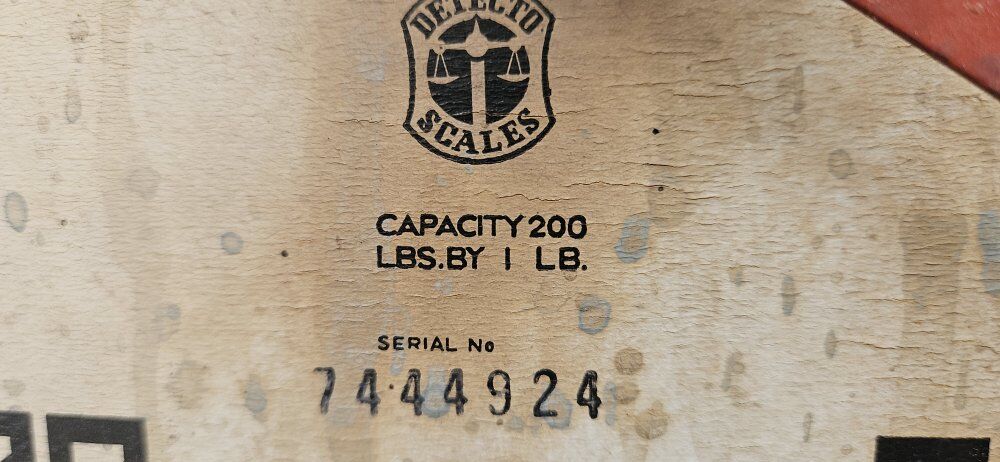 DETECTO
SCALES
CAPACITY 200
LBS. BY 1 LB.
SERIAL No
7444924